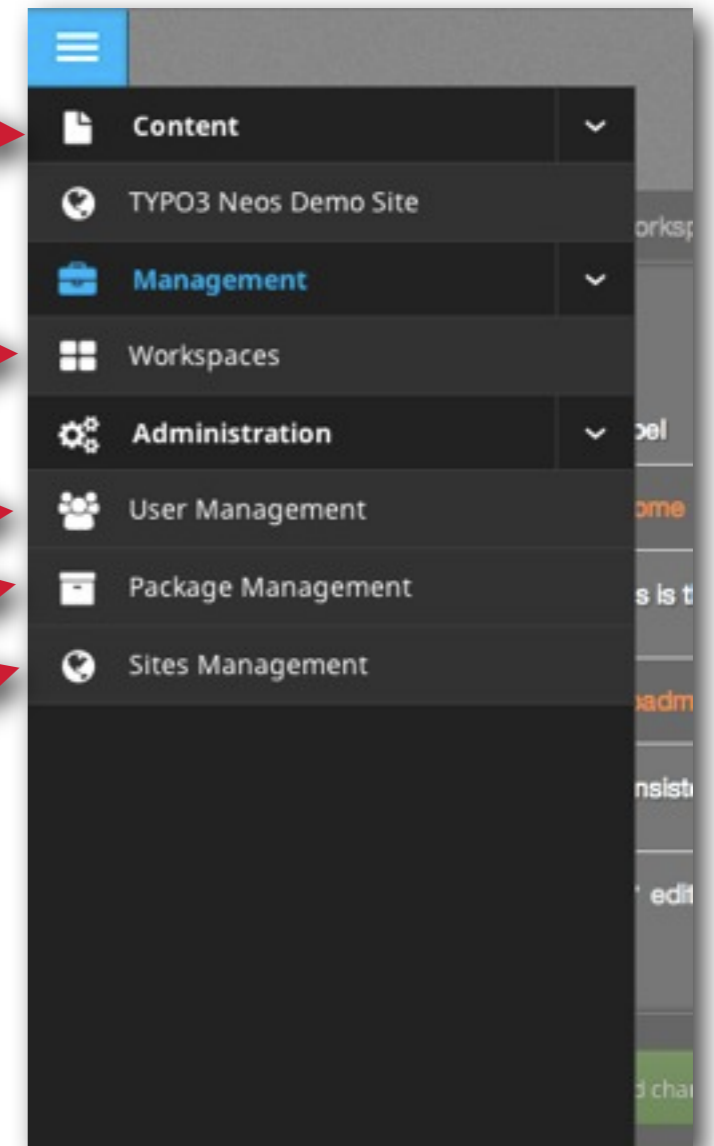 Content
TYPO3 Neos Demo Site
Management
Workspaces
Administration
User Management
Package Management
Sites Management